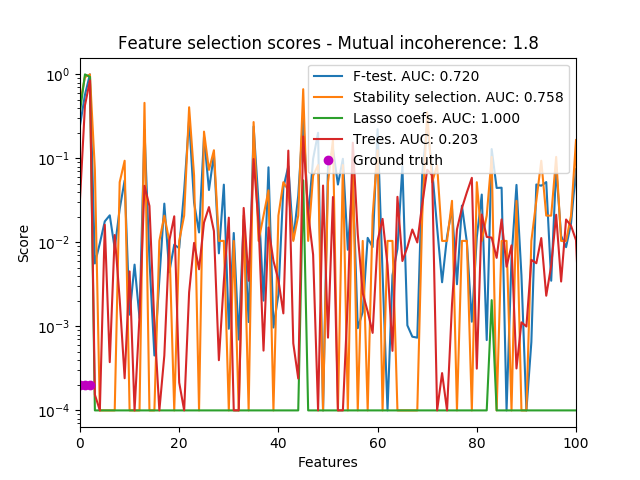 Feature selection scores - Mutual incoherence: 1.8
F-test. AUC: 0.720
Stability selection. AUC: 0.758
Lasso coefs. AUC: 1.000
Trees. AUC: 0.203
Ground truth
Score
10^0
10^-1
10^-2
10^-3
10^-4
0 20 40 60 80 100
Features